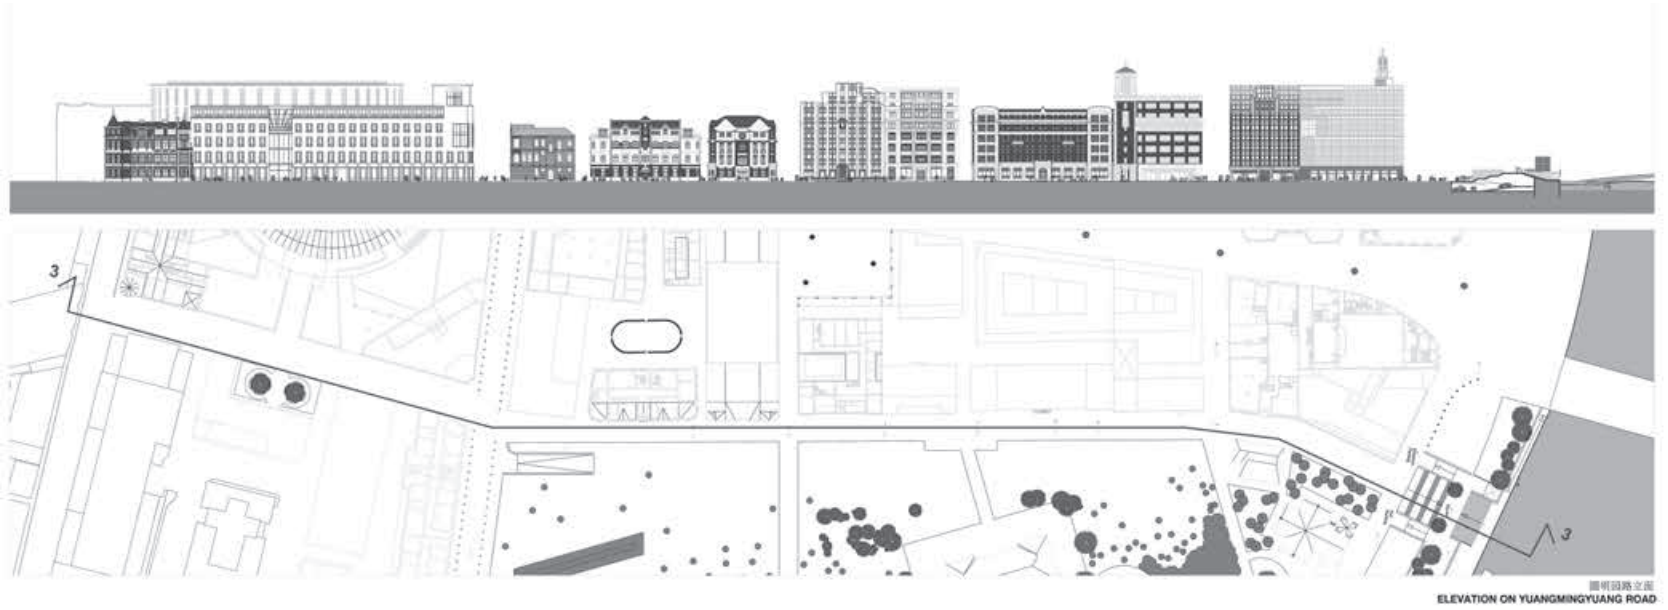 3
3
圆明园路立面
ELEVATION ON YUANGMINGYUANG ROAD